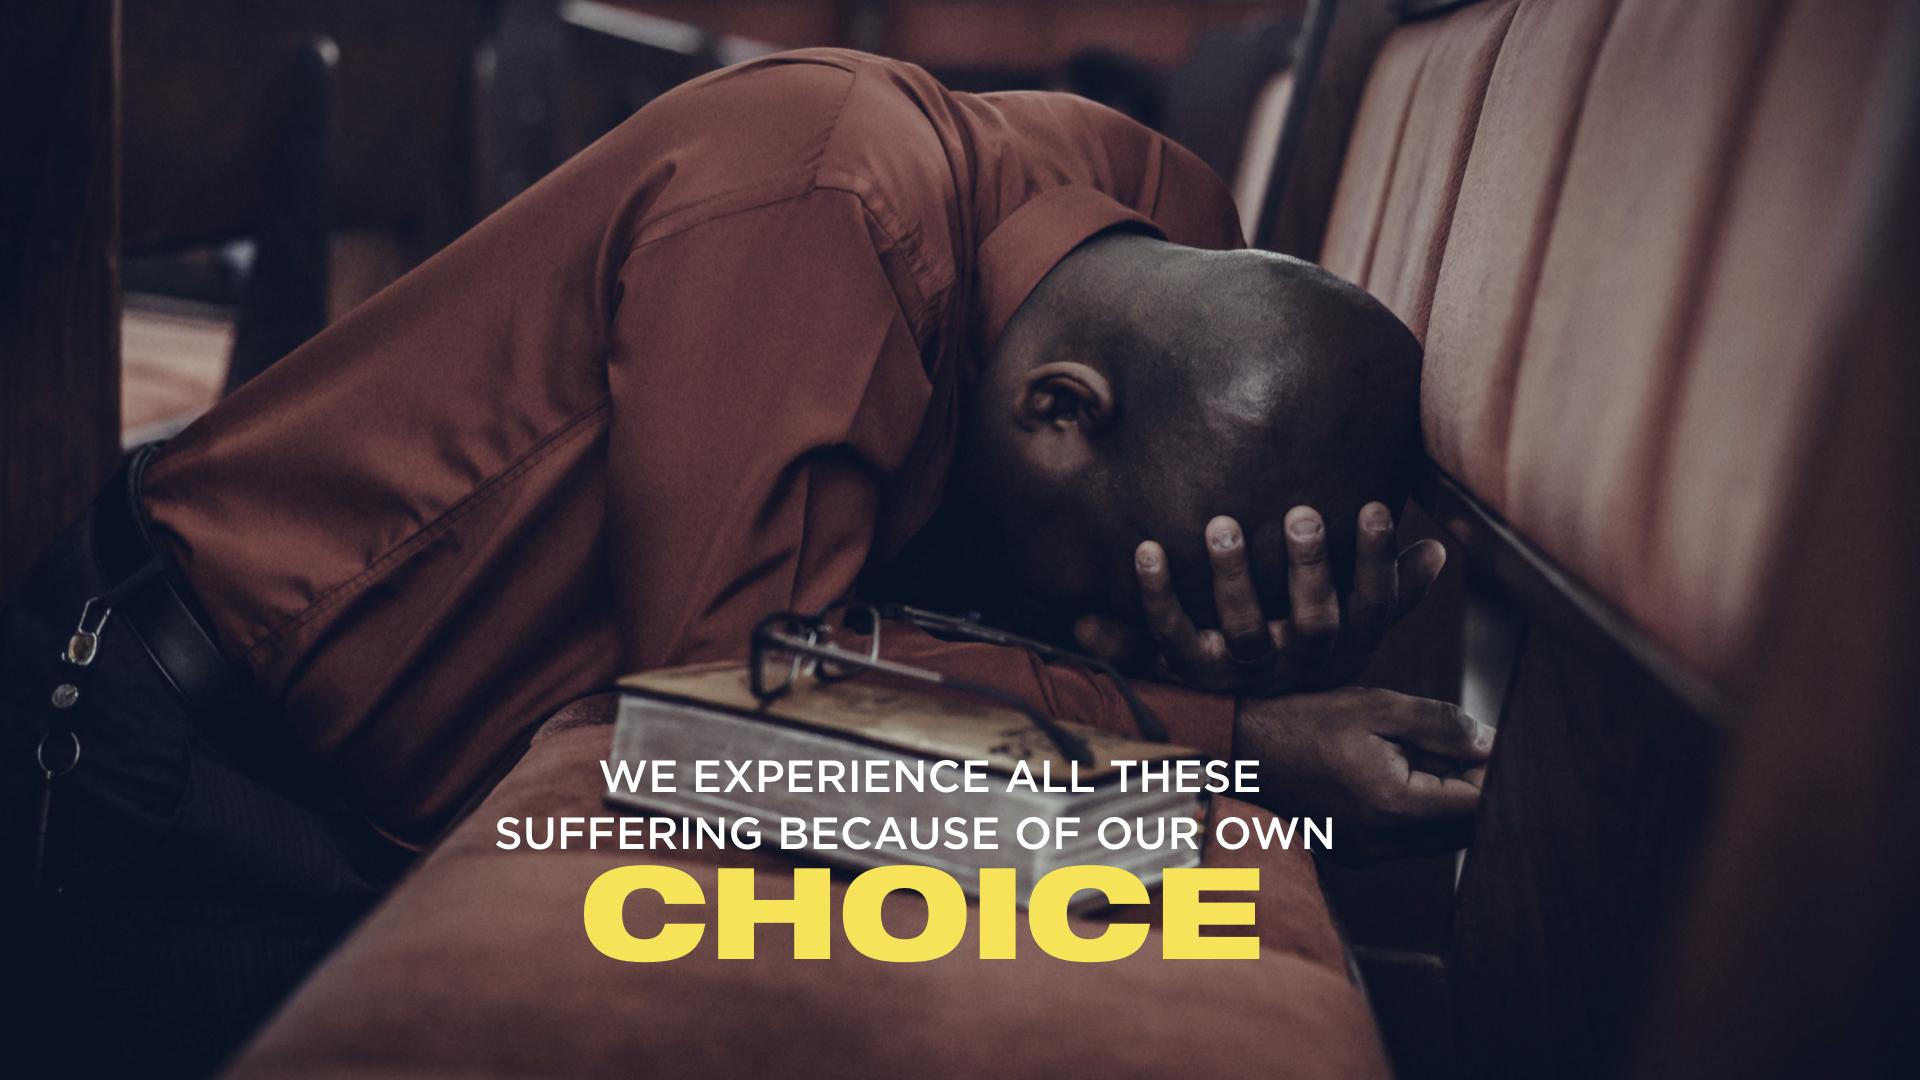 WE EXPERIENCE ALL THESE
SUFFERING BECAUSE OF OUR OWN
CHOICE